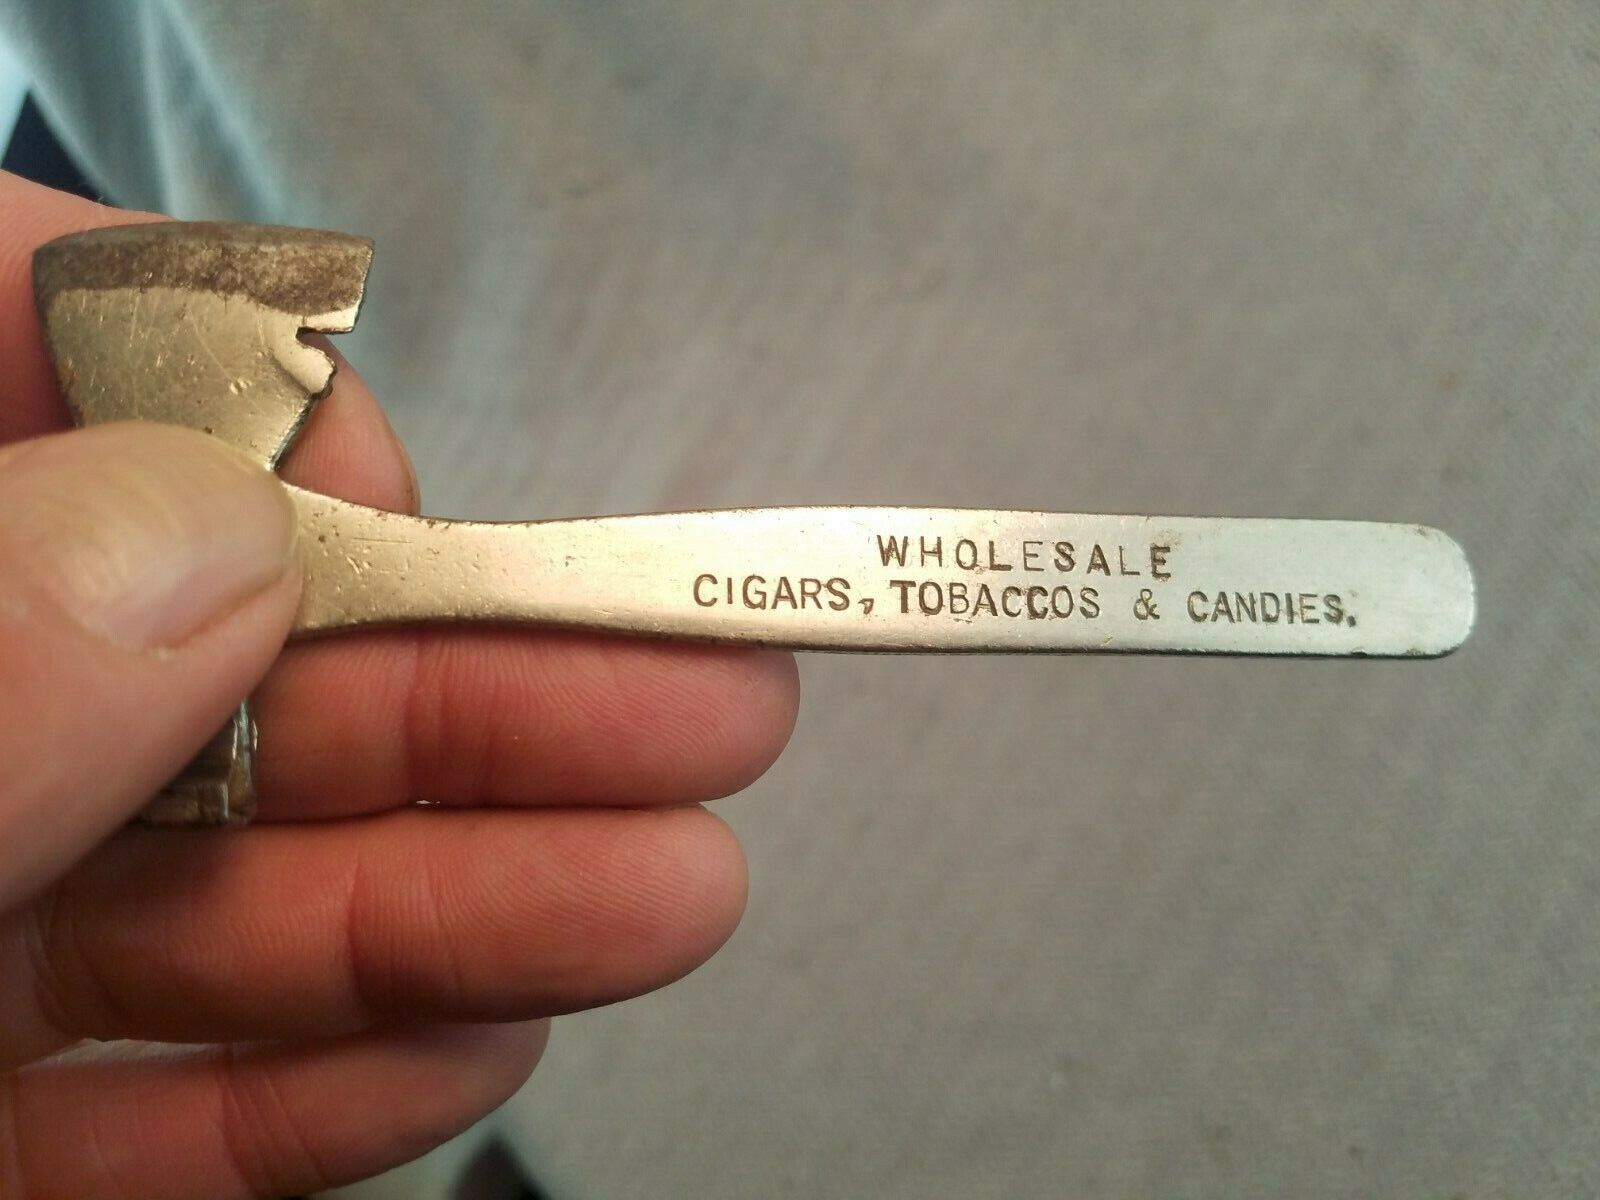 WHOLESALE
CIGARS, TOBACCOS & CANDIES.